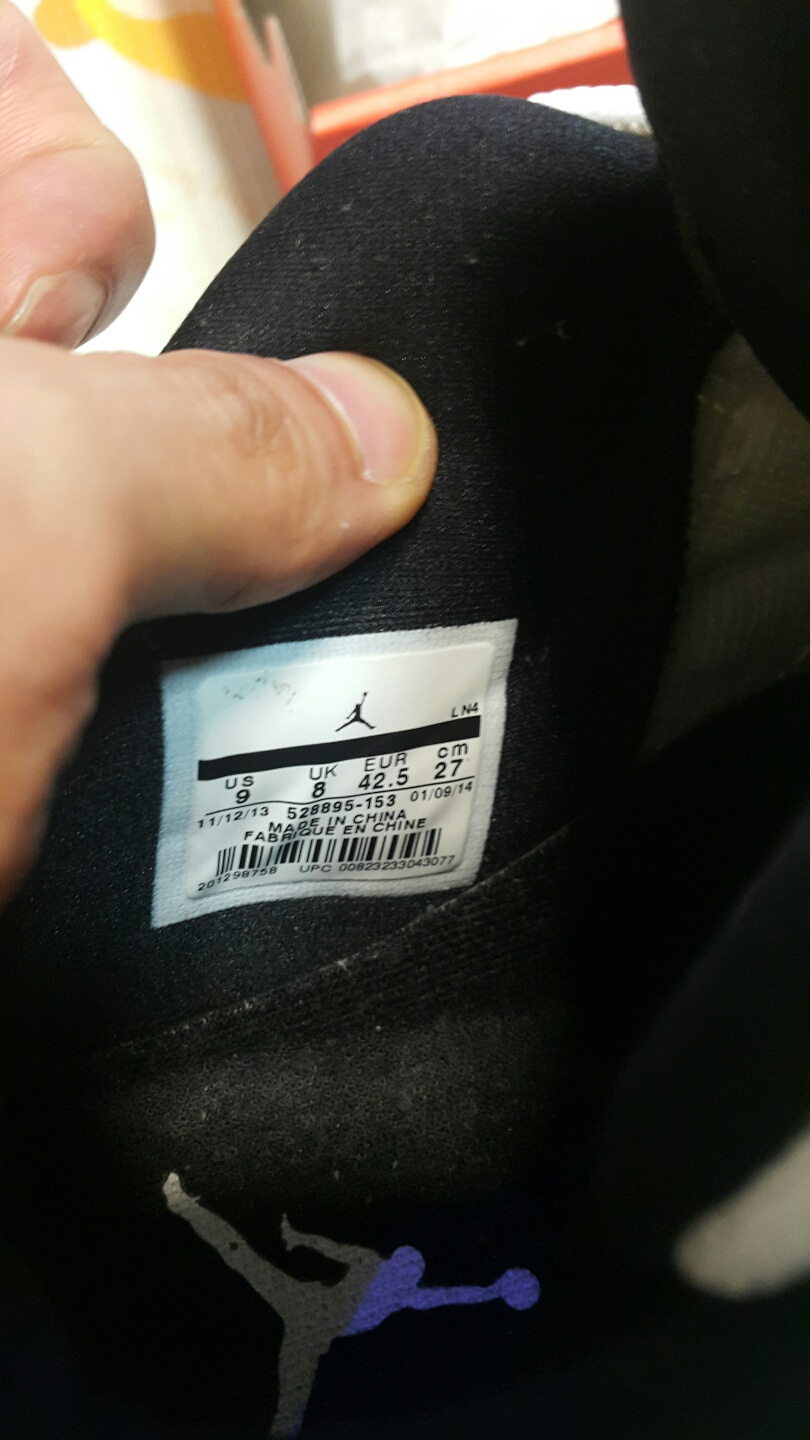 LN4
US UK EUR cm
9 8 42.5 27
11/12/13 528895-153 01/09/14
MADE IN CHINA
FABRIQUE EN CHINE
201298758 UPC 00823233043077